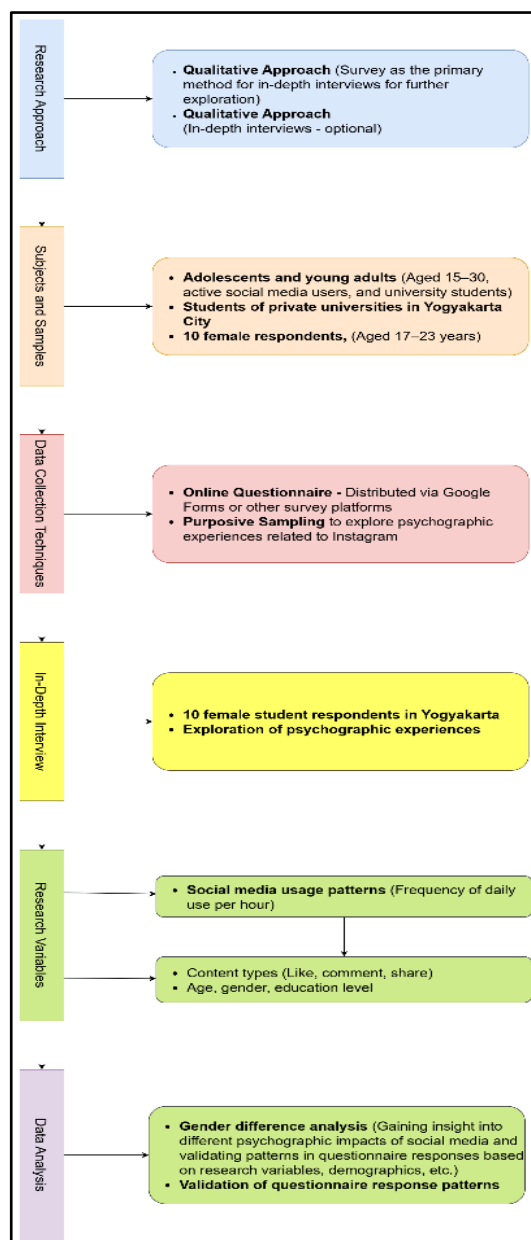 Research Approach
• Qualitative Approach (Survey as the primary
method for in-depth interviews for further
exploration)
• Qualitative Approach
(In-depth interviews - optional)
Subjects and Samples
• Adolescents and young adults (Aged 15–30,
active social media users, and university students)
• Students of private universities in Yogyakarta
City
• 10 female respondents, (Aged 17–23 years)
Data Collection Techniques
• Online Questionnaire - Distributed via Google
Forms or other survey platforms
• Purposive Sampling to explore psychographic
experiences related to Instagram
In-Depth Interview
• 10 female student respondents in Yogyakarta
• Exploration of psychographic experiences
Research Variables
• Social media usage patterns (Frequency of daily
use per hour)
• Content types (Like, comment, share)
• Age, gender, education level
Data Analysis
• Gender difference analysis (Gaining insight into
different psychographic impacts of social media and
validating patterns in questionnaire responses based
on research variables, demographics, etc.)
• Validation of questionnaire response patterns